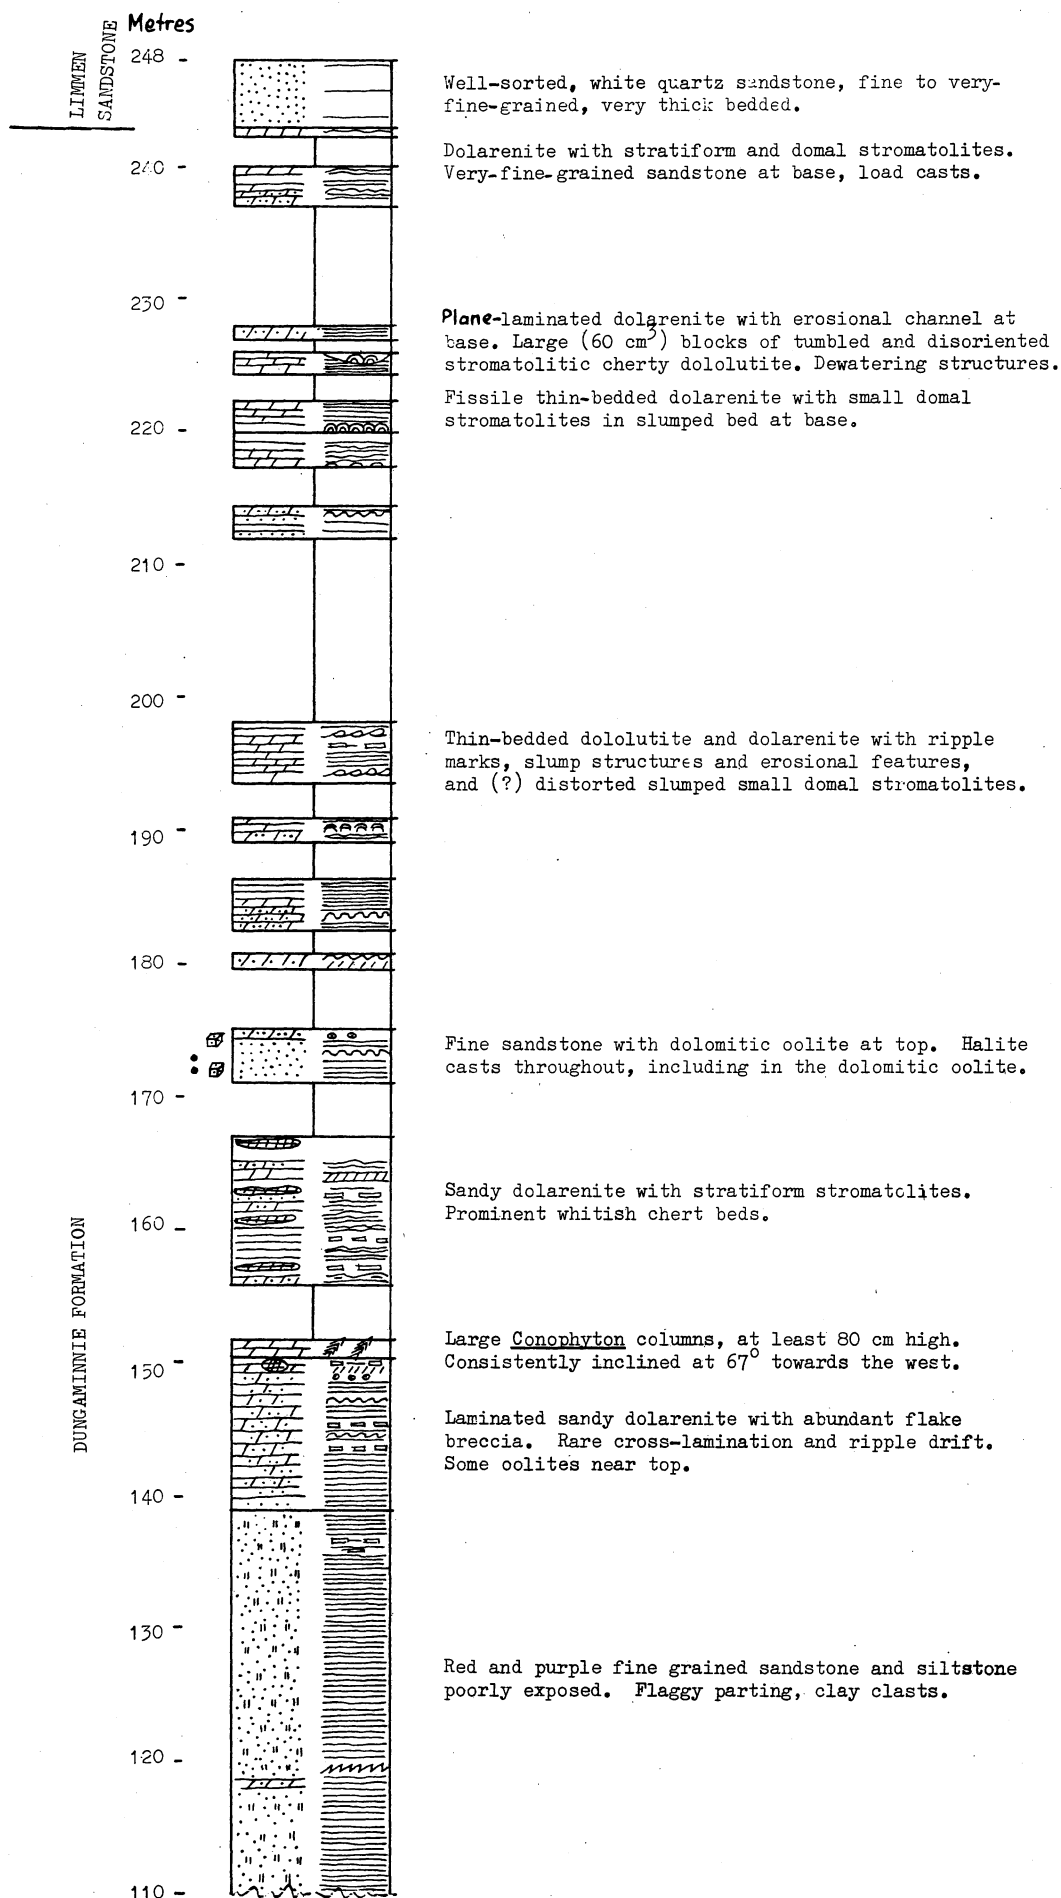 Metres
LIMMEN
SANDSTONE
248
Well-sorted, white quartz sandstone, fine to very-
fine-grained, very thick bedded.
Dolarenite with stratiform and domal stromatolites.
Very-fine-grained sandstone at base, load casts.
240
230
Plane-laminated dolarenite with erosional channel at
base. Large (60 cm³) blocks of tumbled and disoriented
stromatolitic cherty dololutite. Dewatering structures.
Fissile thin-bedded dolarenite with small domal
stromatolites in slumped bed at base.
220
210
200
Thin-bedded dololutite and dolarenite with ripple
marks, slump structures and erosional features,
and (?) distorted slumped small domal stromatolites.
190
180
Fine sandstone with dolomitic oolite at top. Halite
casts throughout, including in the dolomitic oolite.
170
Sandy dolarenite with stratiform stromatolites.
Prominent whitish chert beds.
160
DUNGAMINNIE FORMATION
Large Conophyton columns, at least 80 cm high.
Consistently inclined at 67° towards the west.
150
Laminated sandy dolarenite with abundant flake
breccia. Rare cross-lamination and ripple drift.
Some oolites near top.
140
130
Red and purple fine grained sandstone and siltstone
poorly exposed. Flaggy parting, clay clasts.
120
110